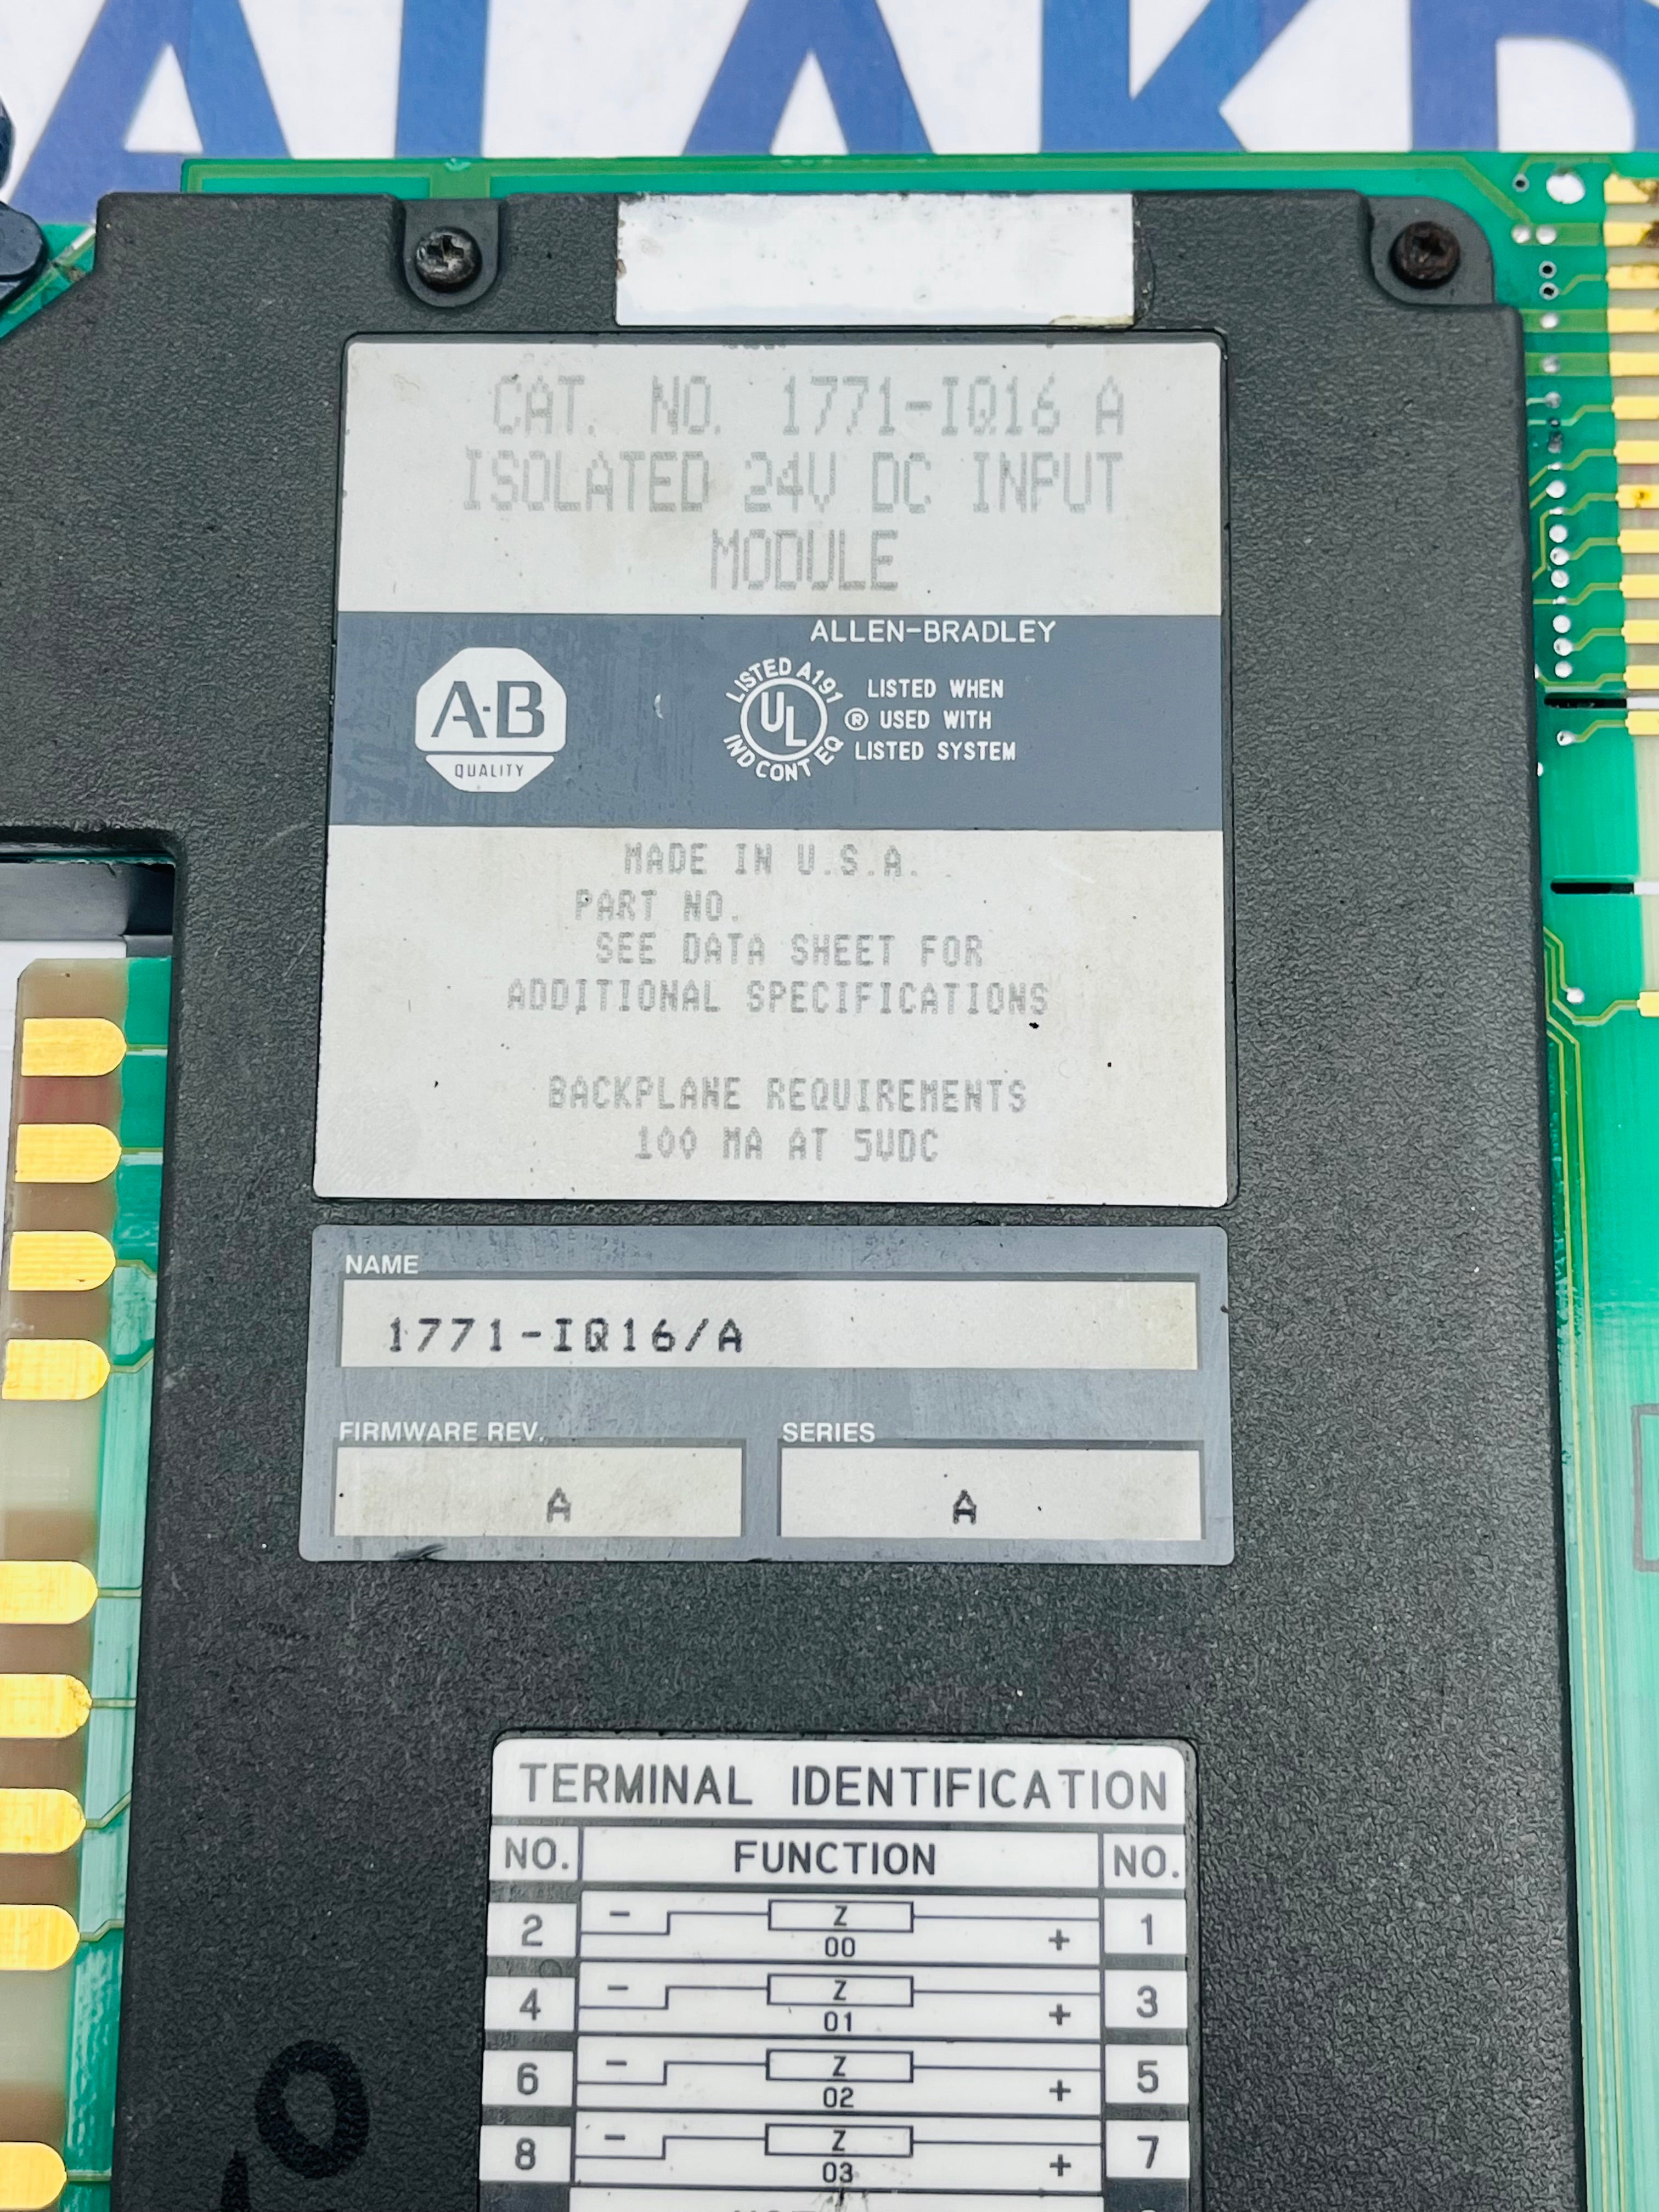 CAT. NO. 1771-IQ16 A
ISOLATED 24V DC INPUT
MODULE
ALLEN-BRADLEY
A-B
QUALITY
LISTED A191
UL
IND CONT EQ
®
LISTED WHEN
USED WITH
LISTED SYSTEM
MADE IN U.S.A.
PART NO.
SEE DATA SHEET FOR
ADDITIONAL SPECIFICATIONS
BACKPLANE REQUIREMENTS
100 MA AT 5VDC
NAME
1771-IQ16/A
FIRMWARE REV. SERIES
A A
TERMINAL IDENTIFICATION
NO. FUNCTION NO.
2 - Z 00 + 1
4 - Z 01 + 3
6 - Z 02 + 5
8 - Z 03 + 7